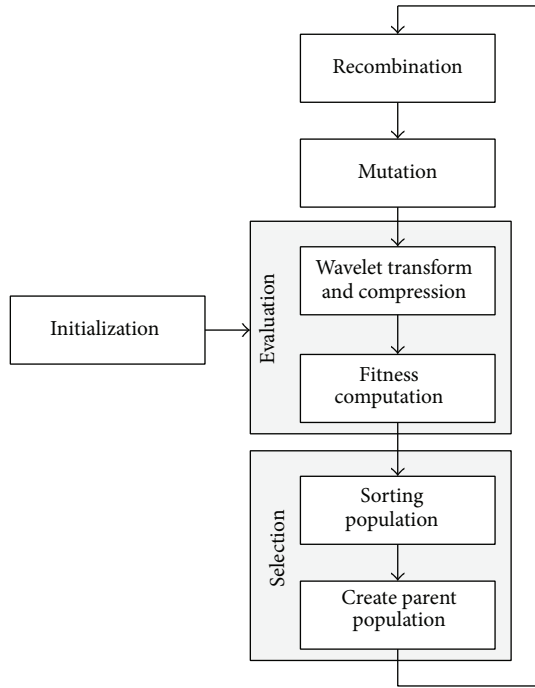 Recombination
Mutation
Evaluation
Wavelet transform
and compression
Initialization
Fitness
computation
Selection
Sorting
population
Create parent
population